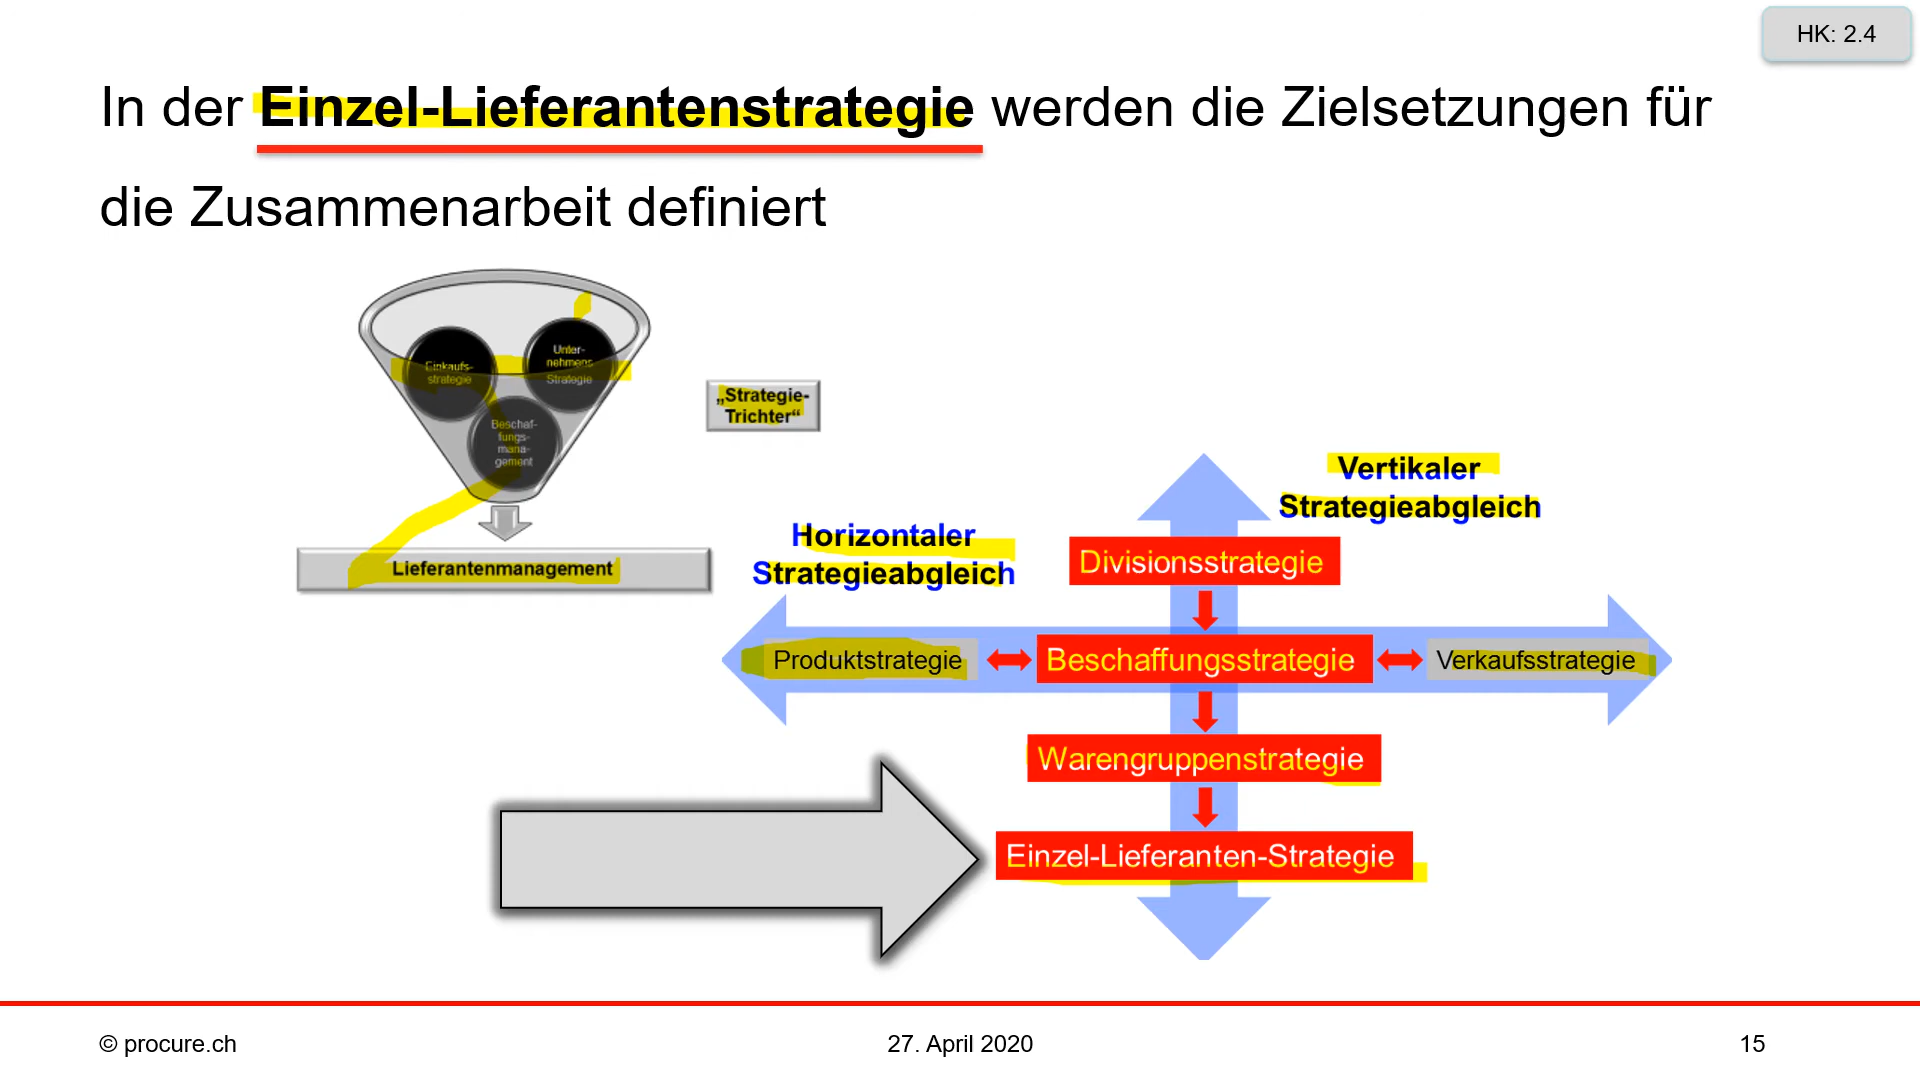 HK: 2.4
In der Einzel-Lieferantenstrategie werden die Zielsetzungen für
die Zusammenarbeit definiert
Einkaufs-
strategie
Unter-
nehmens
Strategie
Beschaf-
fungs-
mana-
gement
Lieferantenmanagement
„Strategie-
Trichter“
Horizontaler
Strategieabgleich
Vertikaler
Strategieabgleich
Divisionsstrategie
Produktstrategie
Beschaffungsstrategie
Verkaufsstrategie
Warengruppenstrategie
Einzel-Lieferanten-Strategie
© procure.ch
27. April 2020
15